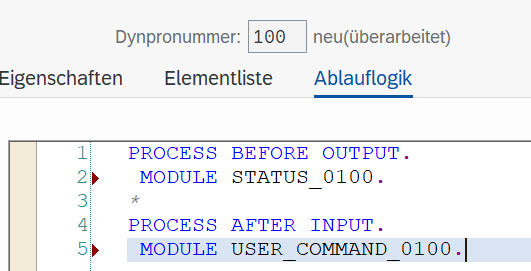 Dynpronummer: 100 neu(überarbeitet)
Eigenschaften Elementliste Ablauflogik
1 PROCESS BEFORE OUTPUT.
2 MODULE STATUS_0100.
3 *
4 PROCESS AFTER INPUT.
5 MODULE USER_COMMAND_0100.